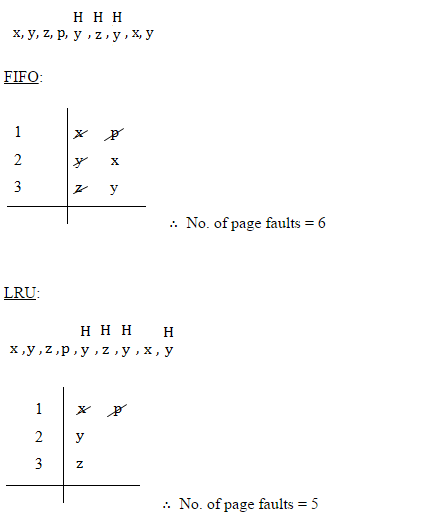 H H H
x, y, z, p, y , z , y , x, y
FIFO:
1 x p
2 y x
3 z y
∴ No. of page faults = 6
LRU:
H H H H
x ,y , z ,p , y , z , y , x , y
1 x p
2 y
3 z
∴ No. of page faults = 5